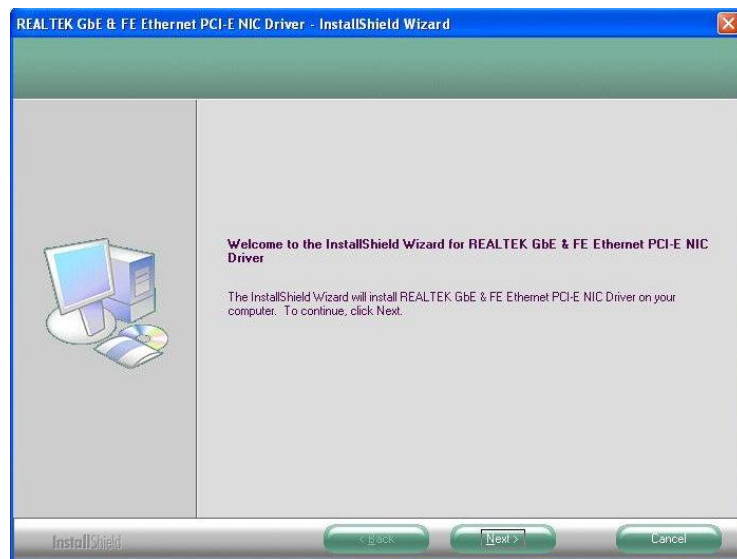 REALTEK GbE & FE Ethernet PCI-E NIC Driver - InstallShield Wizard
Welcome to the InstallShield Wizard for REALTEK GbE & FE Ethernet PCI-E NIC
Driver
The InstallShield Wizard will install REALTEK GbE & FE Ethernet PCI-E NIC Driver on your
computer. To continue, click Next.
InstallShield
< Back
Next >
Cancel